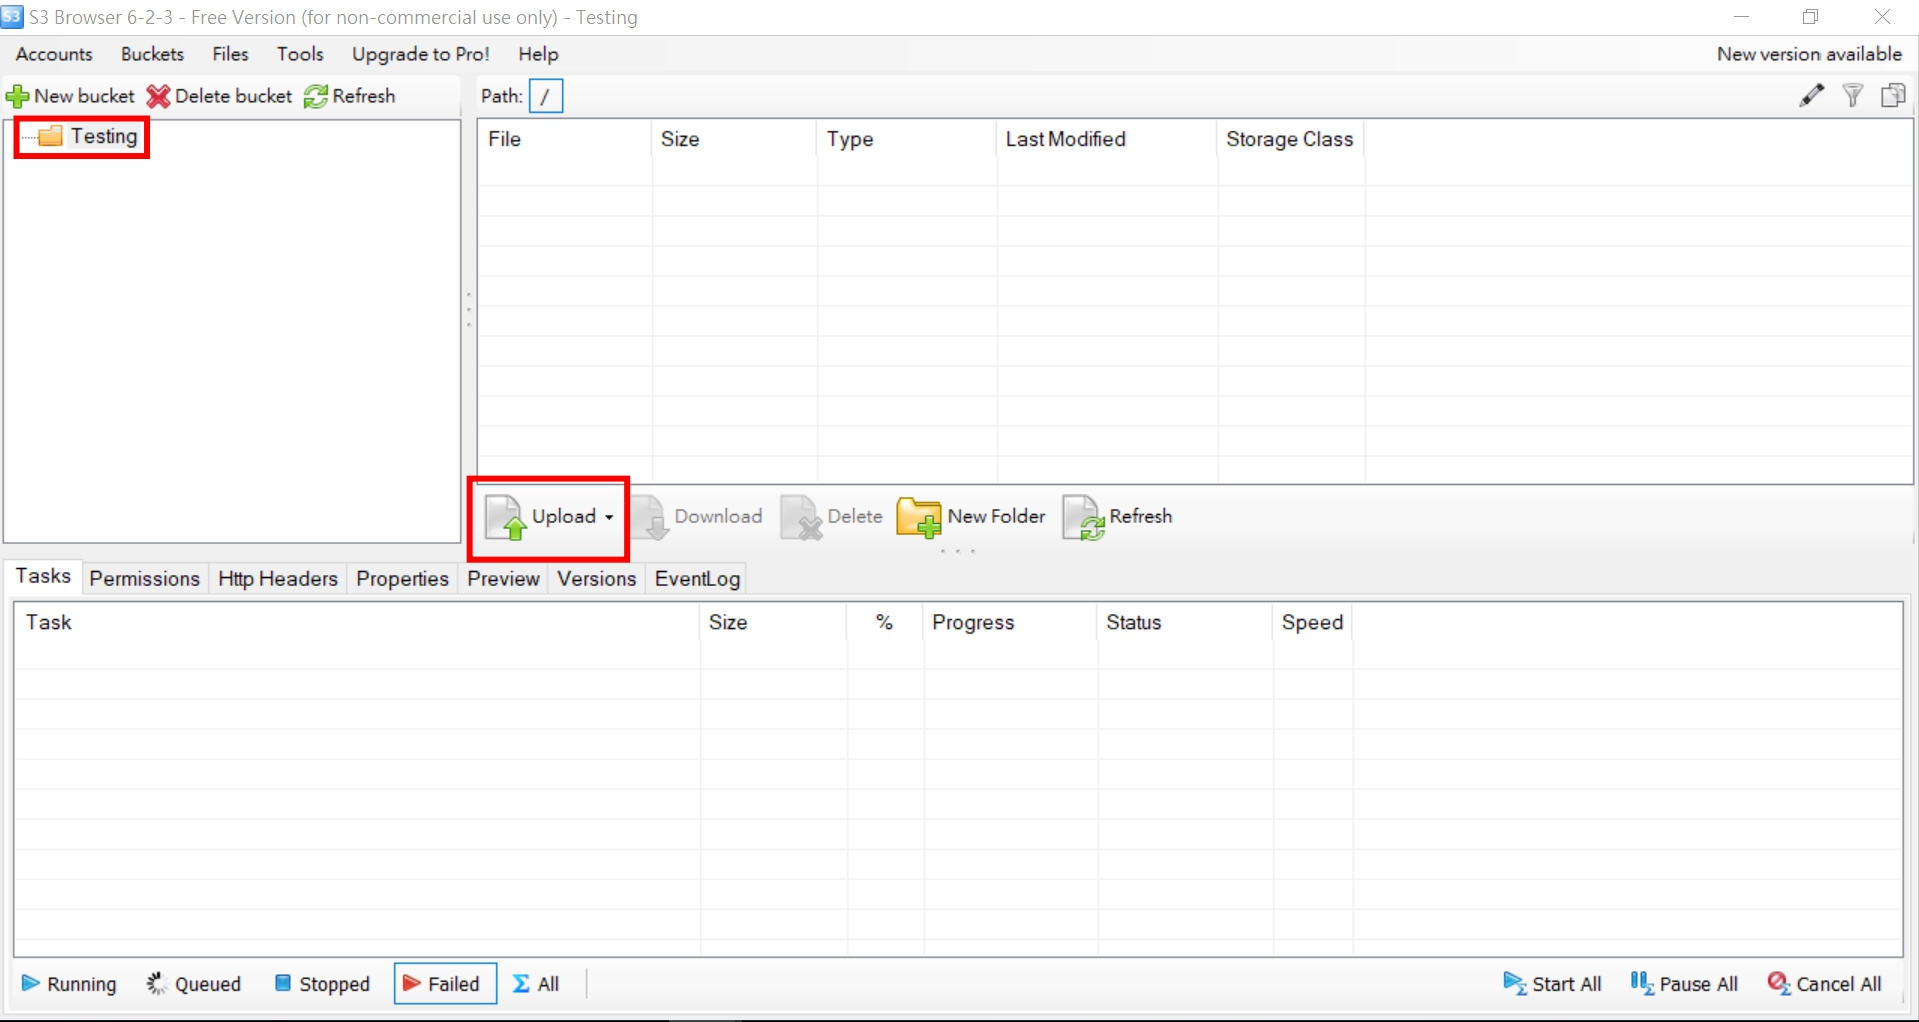 S3 S3 Browser 6-2-3 - Free Version (for non-commercial use only) - Testing
Accounts Buckets Files Tools Upgrade to Pro! Help New version available
New bucket Delete bucket Refresh Path: /
Testing
File Size Type Last Modified Storage Class
Upload Download Delete New Folder Refresh
Tasks Permissions Http Headers Properties Preview Versions EventLog
Task Size % Progress Status Speed
Running Queued Stopped Failed All Start All Pause All Cancel All